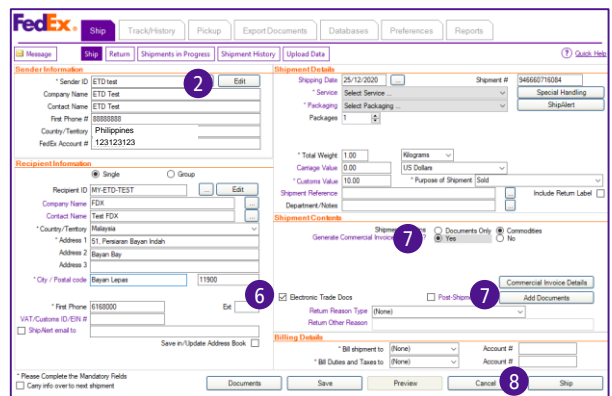 FedEx. Ship Track/History Pickup Export Documents Databases Preferences Reports
Message Ship Return Shipments in Progress Shipment History Upload Data ? Quick Help
Sender Information
* Sender ID ETD test 2 Edit
Company Name ETD Test
Contact Name ETD Test
First Phone # 88888888
Country/Territory Philippines
FedEx Account # 123123123
Recipient Information
Single Group
Recipient ID MY-ETD-TEST ... Edit
Company Name FDX ...
Contact Name Test FDX ...
* Country/Territory Malaysia
* Address 1 51. Persiaran Bayan Indah
Address 2 Bayan Bay
Address 3
* City / Postal code Bayan Lepas 11900
* First Phone 6168000 Ext
VAT/Customs ID/EIN #
ShipAlert email to
Save in/Update Address Book
Shipment Details
Shipping Date 25/12/2020 ... Shipment # 946660716084
* Service Select Service ... Special Handling
* Packaging Select Packaging ... ShipAlert
Packages 1
* Total Weight 1.00 Kilograms
Carriage Value 0.00 US Dollars
* Customs Value 10.00 * Purpose of Shipment Sold
Shipment Reference ... Include Return Label
Department/Notes ...
Shipment Contents
7 Documents Only Commodities
Generate Commercial Yes No
Commercial Invoice Details
6 Electronic Trade Docs 7 Add Documents
Return Reason Type (None)
Return Other Reason
Billing Details
* Bill shipment to (None) Account #
* Bill Duties and Taxes to (None) Account #
* Please Complete the Mandatory Fields
Carry info over to next shipment Documents Save Preview Cancel 8 Ship